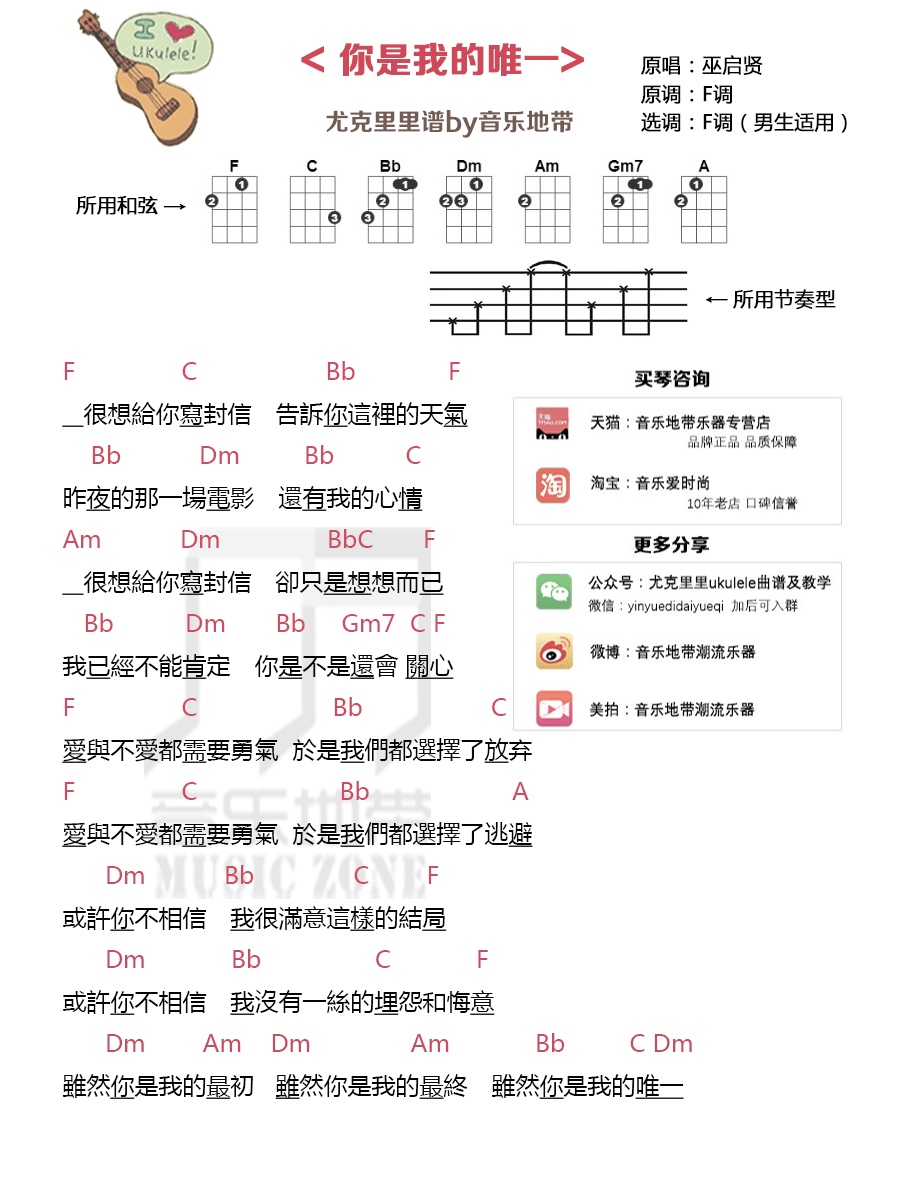 I ❤ UKulele!
< 你是我的唯一>
尤克里里谱by音乐地带
原唱：巫启贤
原调：F调
选调：F调（男生适用）
所用和弦 →
F C Bb Dm Am Gm7 A
← 所用节奏型
F C Bb F
__很想給你寫封信 告訴你這裡的天氣
Bb Dm Bb C
昨夜的那一場電影 還有我的心情
Am Dm BbC F
__很想給你寫封信 卻只是想想而已
Bb Dm Bb Gm7 C F
我已經不能肯定 你是不是還會 關心
F C Bb C
愛與不愛都需要勇氣 於是我們都選擇了放弃
F C Bb A
愛與不愛都需要勇氣 於是我們都選擇了逃避
Dm Bb C F
或許你不相信 我很滿意這樣的結局
Dm Bb C F
或許你不相信 我沒有一絲的埋怨和悔意
Dm Am Dm Am Bb C Dm
雖然你是我的最初 雖然你是我的最終 雖然你是我的唯一
买琴咨询
天猫 TMALL.COM
天猫：音乐地带乐器专营店
品牌正品 品质保障
淘
淘宝：音乐爱时尚
10年老店 口碑信誉
更多分享
公众号：尤克里里ukulele曲谱及教学
微信：yinyuedidaiyueqi 加后可入群
微博：音乐地带潮流乐器
美拍：音乐地带潮流乐器
音乐地带
MUSIC ZONE